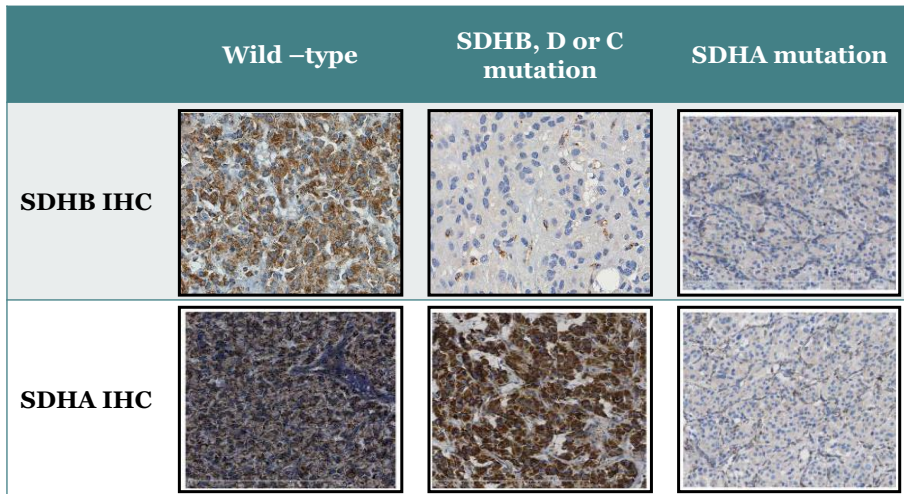 Wild –type
SDHB, D or C
mutation
SDHA mutation
SDHB IHC
SDHA IHC